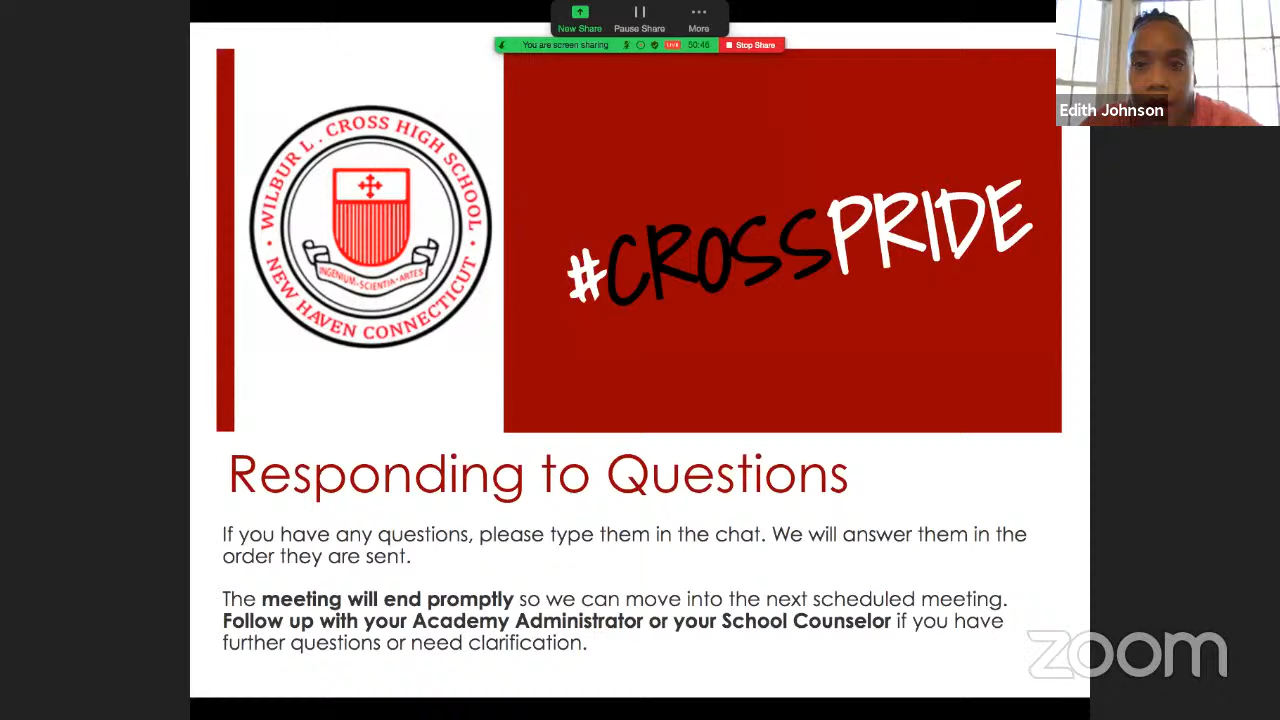 New Share
Pause Share
More
You are screen sharing
LIVE
50:46
Stop Share
Edith Johnson
WILBUR L. CROSS HIGH SCHOOL
INGENIUM·SCIENTIA·ARTES
NEW HAVEN CONNECTICUT
#CROSSPRIDE
Responding to Questions
If you have any questions, please type them in the chat. We will answer them in the
order they are sent.
The meeting will end promptly so we can move into the next scheduled meeting.
Follow up with your Academy Administrator or your School Counselor if you have
further questions or need clarification.
zoom